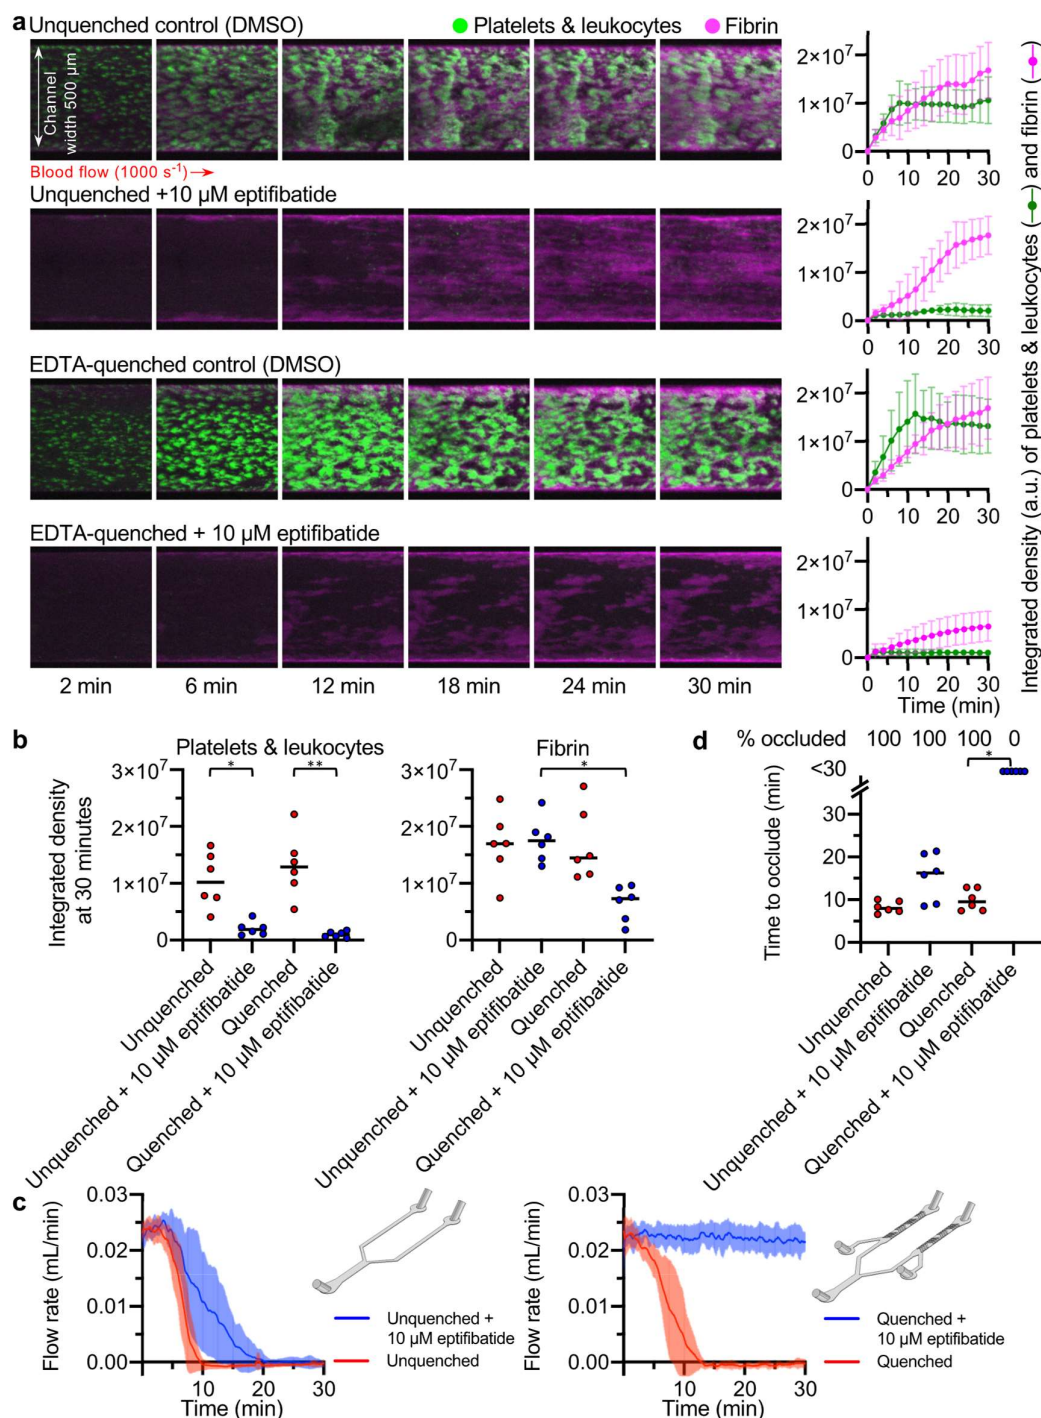 a
Unquenched control (DMSO)
Platelets & leukocytes
Fibrin
Channel
width 500 µm
Blood flow (1000 s⁻¹) →
2×10⁷
1×10⁷
0
0 10 20 30
Unquenched +10 µM eptifibatide
2×10⁷
1×10⁷
0
0 10 20 30
EDTA-quenched control (DMSO)
2×10⁷
1×10⁷
0
0 10 20 30
EDTA-quenched + 10 µM eptifibatide
2×10⁷
1×10⁷
0
0 10 20 30
Time (min)
2 min 6 min 12 min 18 min 24 min 30 min
Integrated density (a.u.) of platelets & leukocytes ( ) and fibrin ( )
b
Platelets & leukocytes
Integrated density
at 30 minutes
3×10⁷
2×10⁷
1×10⁷
0
* **
Unquenched
Unquenched + 10 µM eptifibatide
Quenched
Quenched + 10 µM eptifibatide
Fibrin
3×10⁷
2×10⁷
1×10⁷
0
*
Unquenched
Unquenched + 10 µM eptifibatide
Quenched
Quenched + 10 µM eptifibatide
d
% occluded 100 100 100 0
*
Time to occlude (min)
<30
30
20
10
0
Unquenched
Unquenched + 10 µM eptifibatide
Quenched
Quenched + 10 µM eptifibatide
c
Flow rate (mL/min)
0.03
0.02
0.01
0.00
10 20 30
Time (min)
Unquenched +
10 µM eptifibatide
Unquenched
Flow rate (mL/min)
0.03
0.02
0.01
0.00
10 20 30
Time (min)
Quenched +
10 µM eptifibatide
Quenched